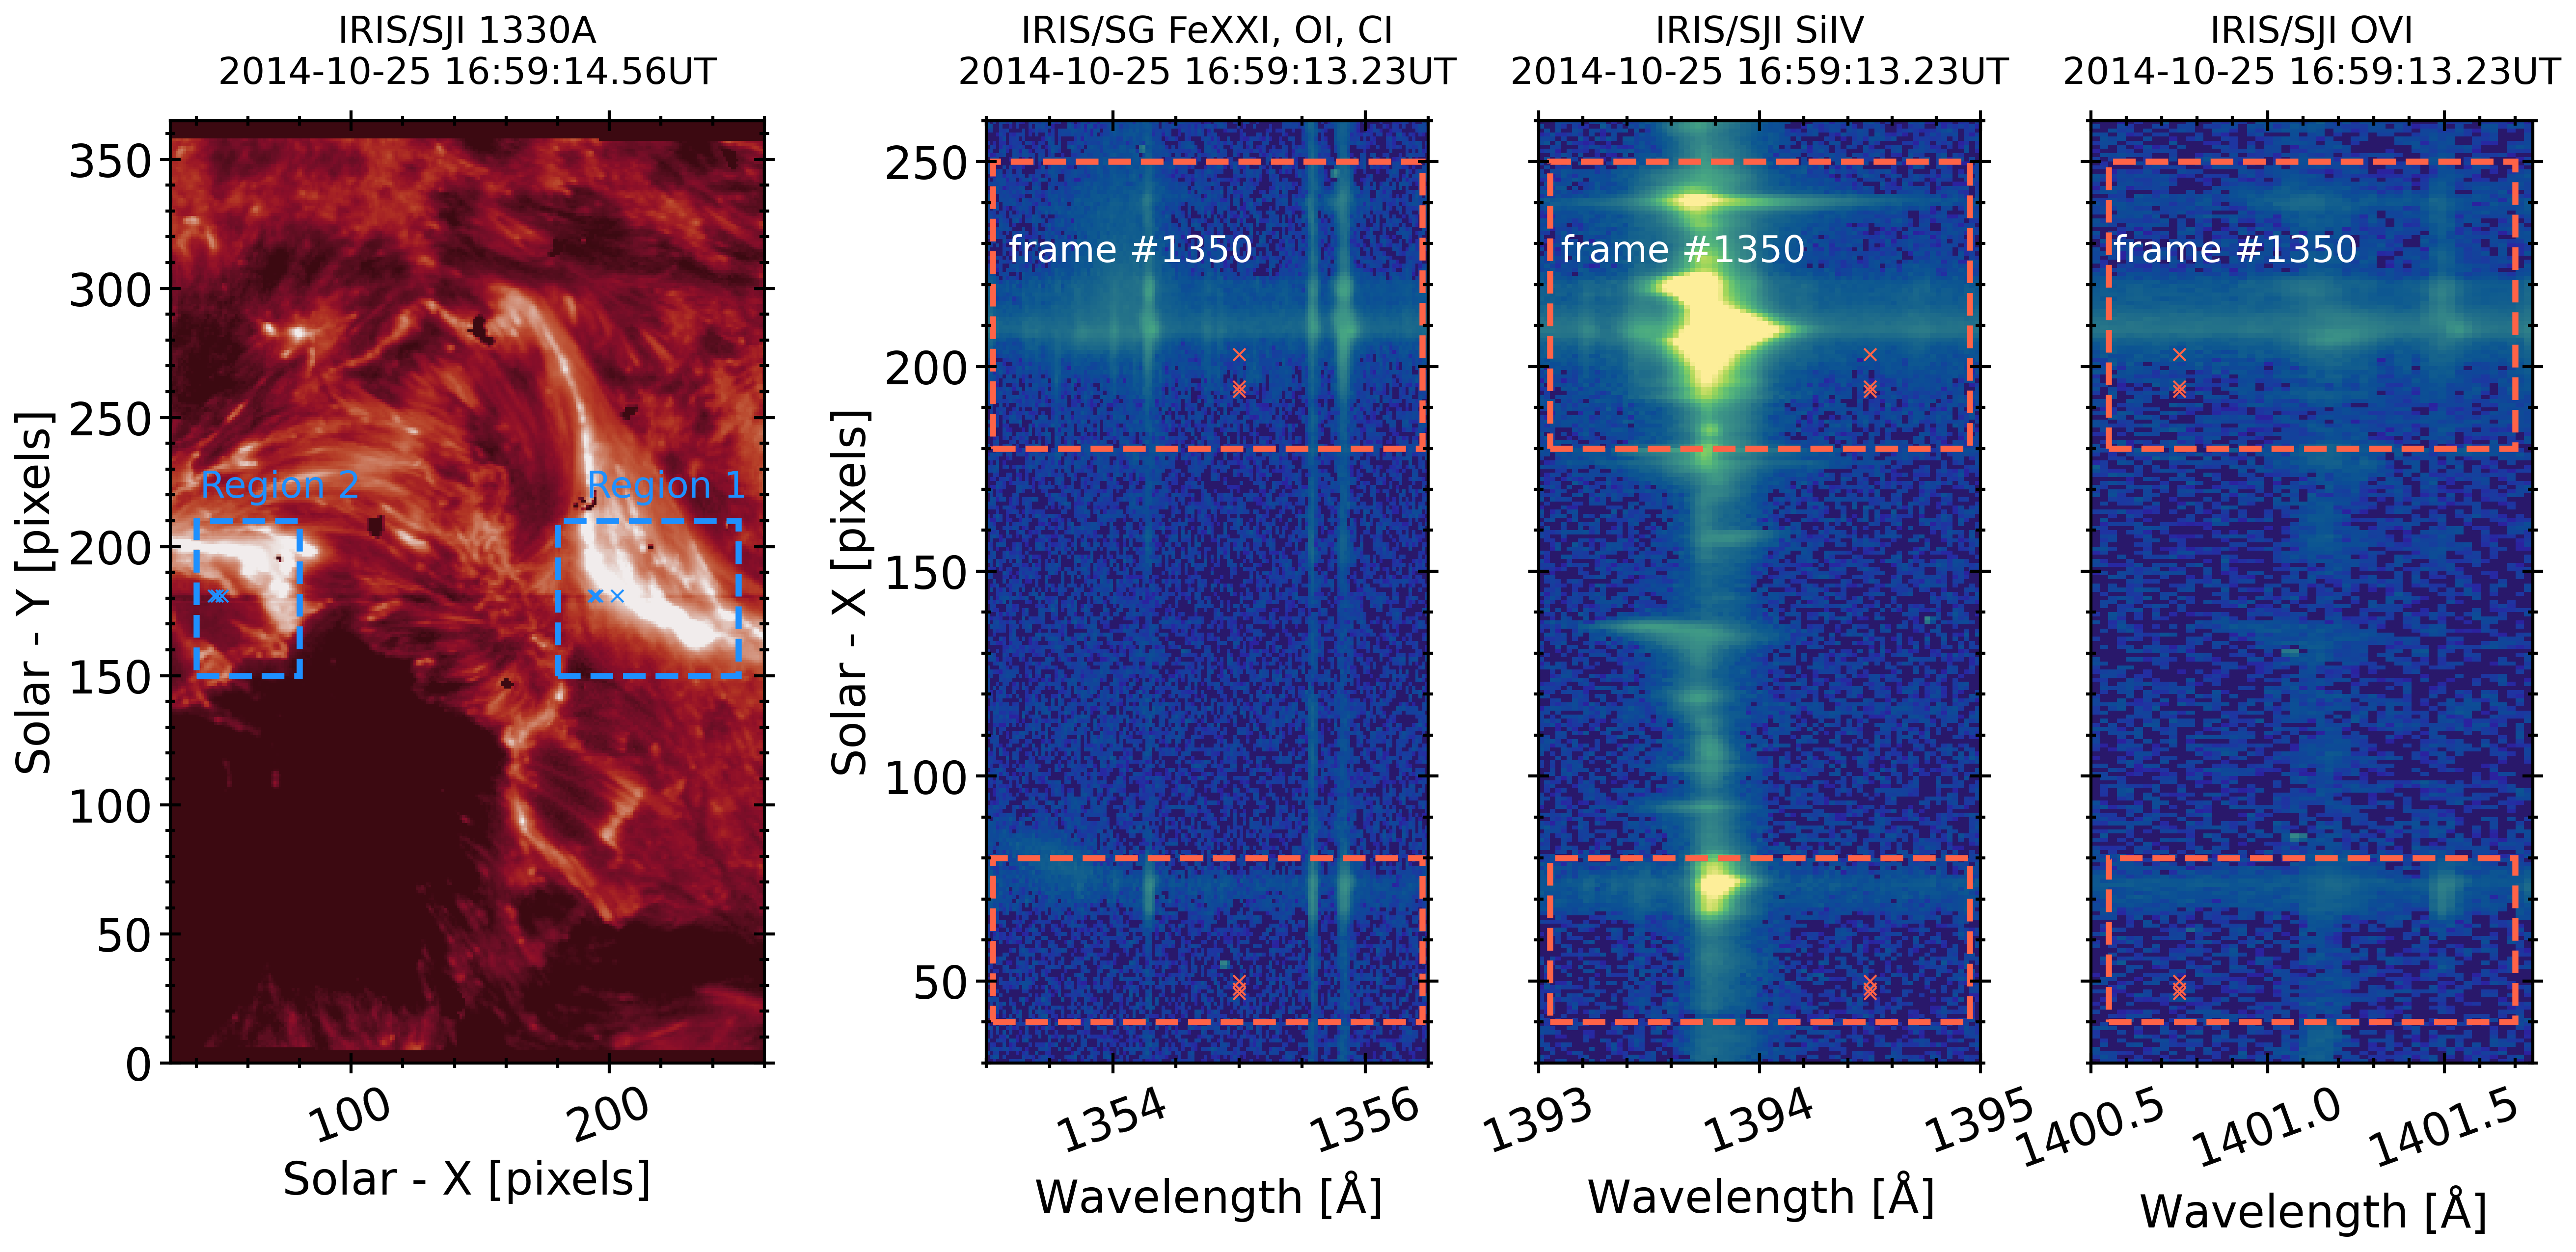 IRIS/SJI 1330A
2014-10-25 16:59:14.56UT
IRIS/SG FeXXI, OI, CI
2014-10-25 16:59:13.23UT
IRIS/SJI SiIV
2014-10-25 16:59:13.23UT
IRIS/SJI OVI
2014-10-25 16:59:13.23UT
Solar - Y [pixels]
350
300
250
200
150
100
50
0
Region 2
Region 1
100
200
Solar - X [pixels]
Solar - X [pixels]
250
200
150
100
50
frame #1350
1354
1356
Wavelength [Å]
frame #1350
1393
1394
1395
Wavelength [Å]
frame #1350
1400.5
1401.0
1401.5
Wavelength [Å]